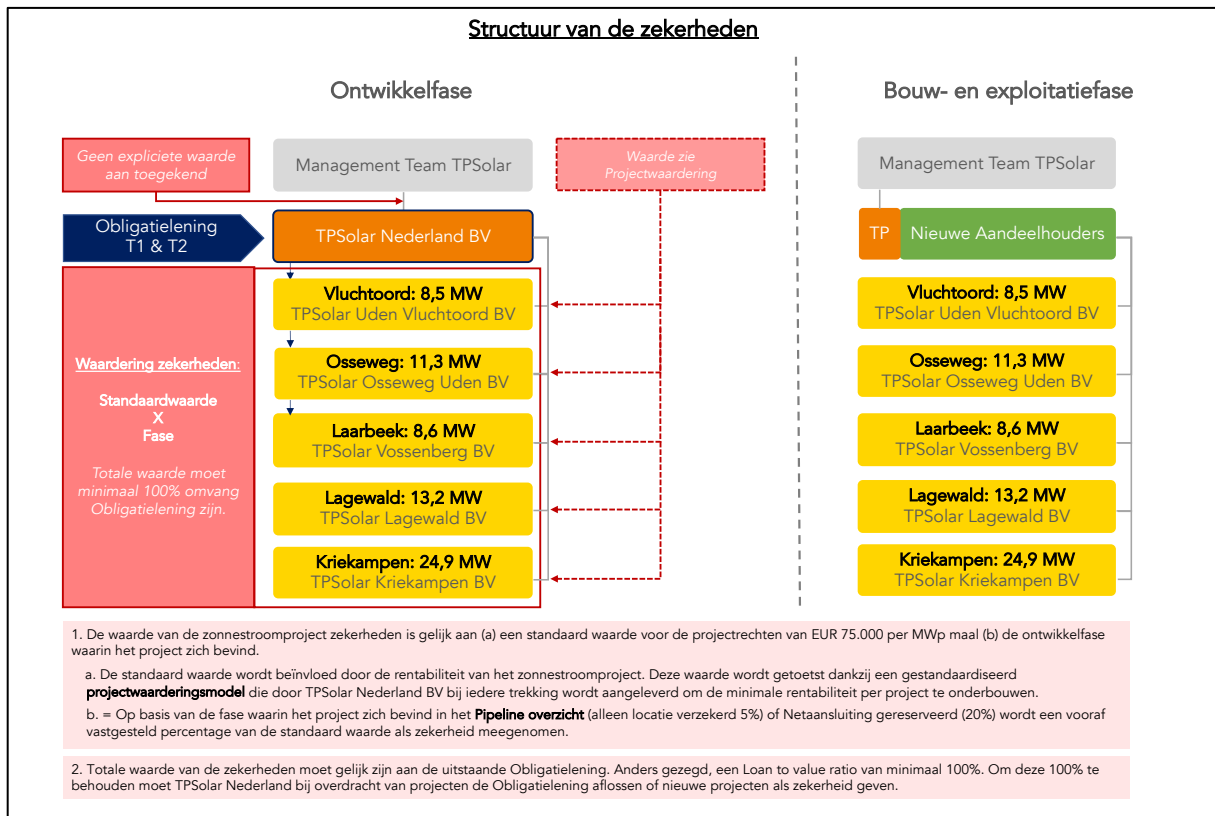 Structuur van de zekerheden
Ontwikkelfase
Geen expliciete waarde
aan toegekend
Management Team TPSolar
Waarde zie
Projectwaardering
Obligatielening
T1 & T2
TPSolar Nederland BV
Waardering zekerheden:
Standaardwaarde
X
Fase
Totale waarde moet
minimaal 100% omvang
Obligatielening zijn.
Vluchtoord: 8,5 MW
TPSolar Uden Vluchtoord BV
Osseweg: 11,3 MW
TPSolar Osseweg Uden BV
Laarbeek: 8,6 MW
TPSolar Vossenberg BV
Lagewald: 13,2 MW
TPSolar Lagewald BV
Kriekampen: 24,9 MW
TPSolar Kriekampen BV
Bouw- en exploitatiefase
Management Team TPSolar
TP
Nieuwe Aandeelhouders
Vluchtoord: 8,5 MW
TPSolar Uden Vluchtoord BV
Osseweg: 11,3 MW
TPSolar Osseweg Uden BV
Laarbeek: 8,6 MW
TPSolar Vossenberg BV
Lagewald: 13,2 MW
TPSolar Lagewald BV
Kriekampen: 24,9 MW
TPSolar Kriekampen BV
1. De waarde van de zonnestroomproject zekerheden is gelijk aan (a) een standaard waarde voor de projectrechten van EUR 75.000 per MWp maal (b) de ontwikkelfase
waarin het project zich bevind.
a. De standaard waarde wordt beïnvloed door de rentabiliteit van het zonnestroomproject. Deze waarde wordt getoetst dankzij een gestandaardiseerd
projectwaarderingsmodel die door TPSolar Nederland BV bij iedere trekking wordt aangeleverd om de minimale rentabiliteit per project te onderbouwen.
b. = Op basis van de fase waarin het project zich bevind in het Pipeline overzicht (alleen locatie verzekerd 5%) of Netaansluiting gereserveerd (20%) wordt een vooraf
vastgesteld percentage van de standaard waarde als zekerheid meegenomen.
2. Totale waarde van de zekerheden moet gelijk zijn aan de uitstaande Obligatielening. Anders gezegd, een Loan to value ratio van minimaal 100%. Om deze 100% te
behouden moet TPSolar Nederland bij overdracht van projecten de Obligatielening aflossen of nieuwe projecten als zekerheid geven.